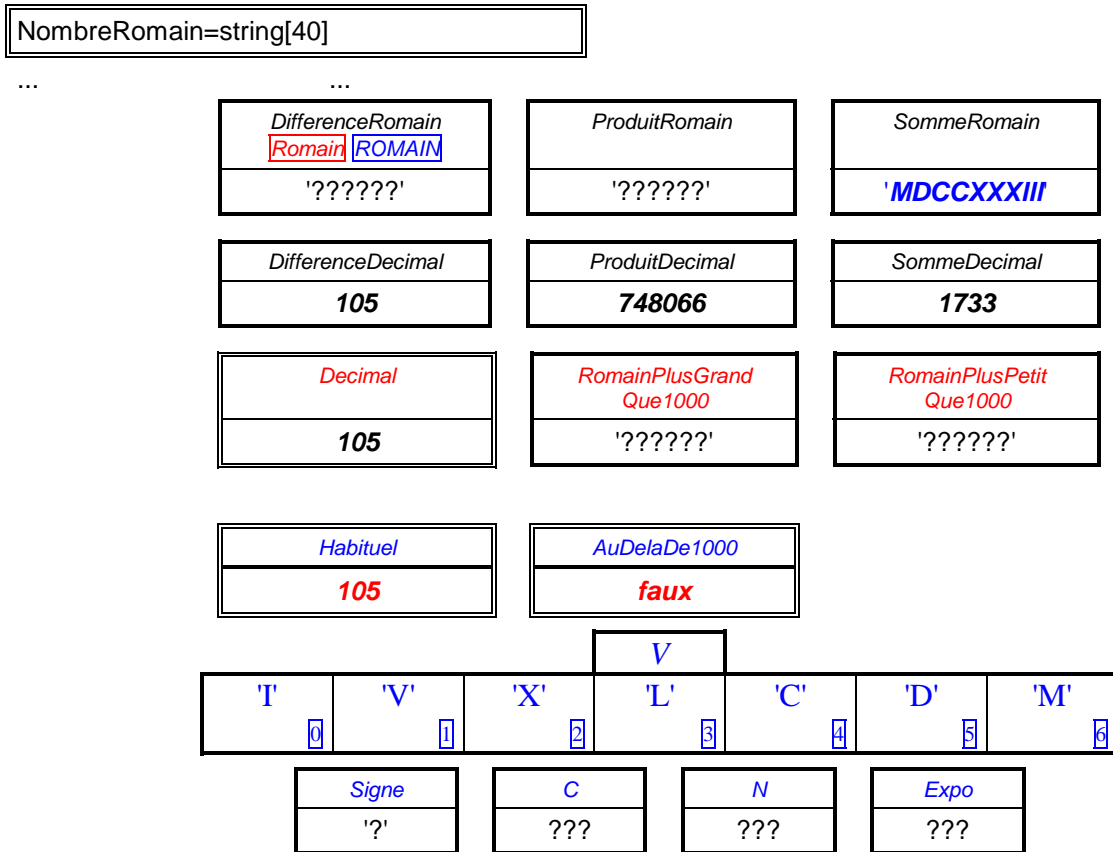 NombreRomain=string[40]
... ...
DifferenceRomain ProduitRomain SommeRomain
Romain ROMAIN
'??????' '??????' 'MDCCXXXIII'
DifferenceDecimal ProduitDecimal SommeDecimal
105 748066 1733
Decimal RomainPlusGrand RomainPlusPetit
Que1000 Que1000
105 '??????' '??????'
Habituel AuDelaDe1000
105 faux
V
'I' 'V' 'X' 'L' 'C' 'D' 'M'
0 1 2 3 4 5 6
Signe C N Expo
'?' ??? ??? ???